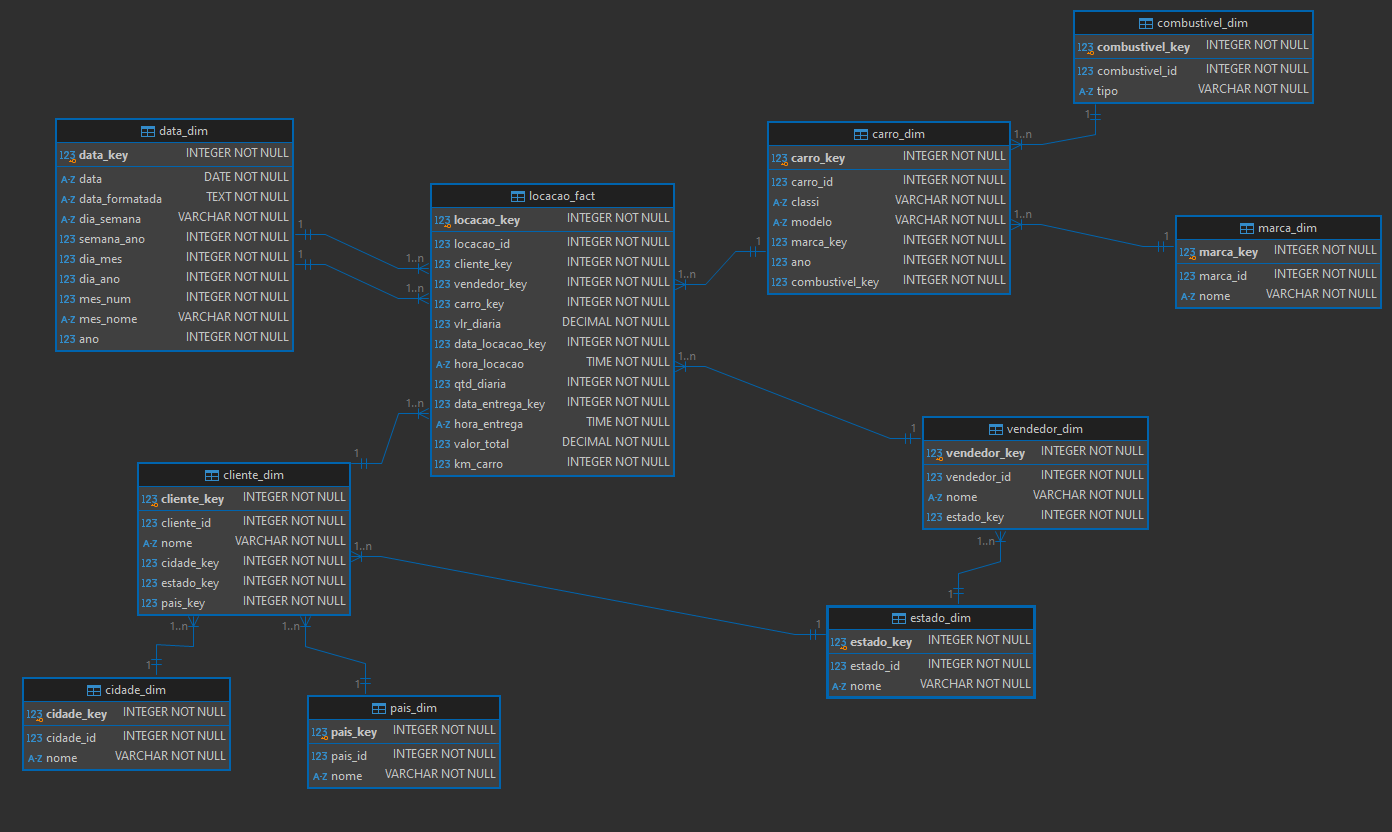 combustivel_dim
123 combustivel_key INTEGER NOT NULL
123 combustivel_id INTEGER NOT NULL
A-Z tipo VARCHAR NOT NULL
1
data_dim
123 data_key INTEGER NOT NULL
A-Z data DATE NOT NULL
A-Z data_formatada TEXT NOT NULL
A-Z dia_semana VARCHAR NOT NULL
123 semana_ano INTEGER NOT NULL
123 dia_mes INTEGER NOT NULL
123 dia_ano INTEGER NOT NULL
123 mes_num INTEGER NOT NULL
A-Z mes_nome VARCHAR NOT NULL
123 ano INTEGER NOT NULL
1
1
carro_dim
123 carro_key INTEGER NOT NULL
123 carro_id INTEGER NOT NULL
A-Z classi VARCHAR NOT NULL
A-Z modelo VARCHAR NOT NULL
123 marca_key INTEGER NOT NULL
123 ano INTEGER NOT NULL
123 combustivel_key INTEGER NOT NULL
1..n
1..n
1
marca_dim
123 marca_key INTEGER NOT NULL
123 marca_id INTEGER NOT NULL
A-Z nome VARCHAR NOT NULL
1
locacao_fact
123 locacao_key INTEGER NOT NULL
123 locacao_id INTEGER NOT NULL
123 cliente_key INTEGER NOT NULL
123 vendedor_key INTEGER NOT NULL
123 carro_key INTEGER NOT NULL
123 vlr_diaria DECIMAL NOT NULL
123 data_locacao_key INTEGER NOT NULL
A-Z hora_locacao TIME NOT NULL
123 qtd_diaria INTEGER NOT NULL
123 data_entrega_key INTEGER NOT NULL
A-Z hora_entrega TIME NOT NULL
123 valor_total DECIMAL NOT NULL
123 km_carro INTEGER NOT NULL
1..n
1..n
1..n
1..n
1..n
vendedor_dim
123 vendedor_key INTEGER NOT NULL
123 vendedor_id INTEGER NOT NULL
A-Z nome VARCHAR NOT NULL
123 estado_key INTEGER NOT NULL
1
1..n
cliente_dim
123 cliente_key INTEGER NOT NULL
123 cliente_id INTEGER NOT NULL
A-Z nome VARCHAR NOT NULL
123 cidade_key INTEGER NOT NULL
123 estado_key INTEGER NOT NULL
123 pais_key INTEGER NOT NULL
1
1..n
1..n
1..n
estado_dim
123 estado_key INTEGER NOT NULL
123 estado_id INTEGER NOT NULL
A-Z nome VARCHAR NOT NULL
1
1
cidade_dim
123 cidade_key INTEGER NOT NULL
123 cidade_id INTEGER NOT NULL
A-Z nome VARCHAR NOT NULL
1
pais_dim
123 pais_key INTEGER NOT NULL
123 pais_id INTEGER NOT NULL
A-Z nome VARCHAR NOT NULL
1